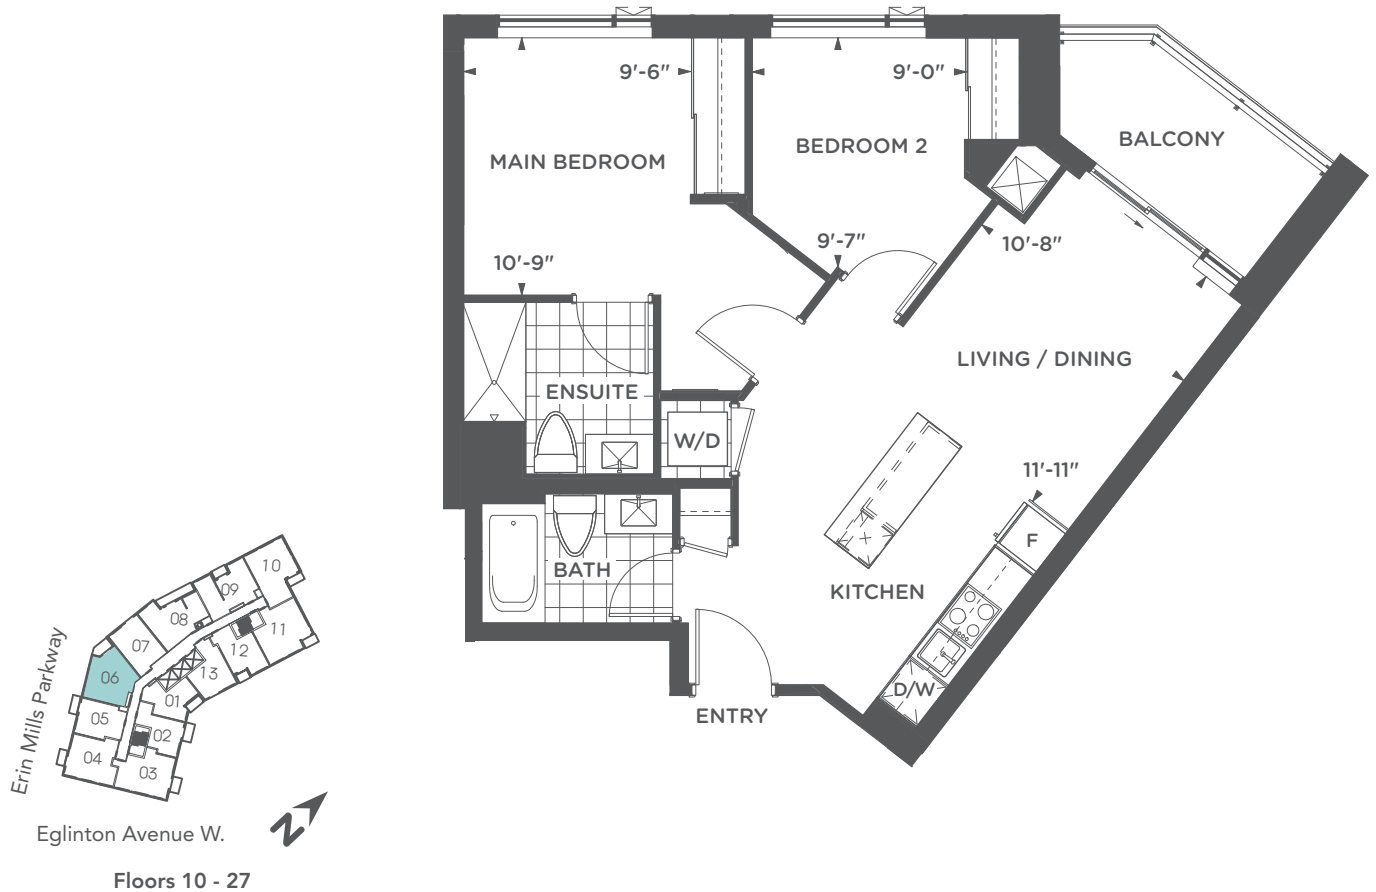 9'-6"
9'-0"
BALCONY
BEDROOM 2
MAIN BEDROOM
9'-7"
10'-8"
10'-9"
LIVING / DINING
ENSUITE
W/D
11'-11"
F
BATH
KITCHEN
D/W
ENTRY
10
09
08
11
07
12
13
06
01
05
02
04
03
Erin Mills Parkway
Eglinton Avenue W.
N
Floors 10 - 27